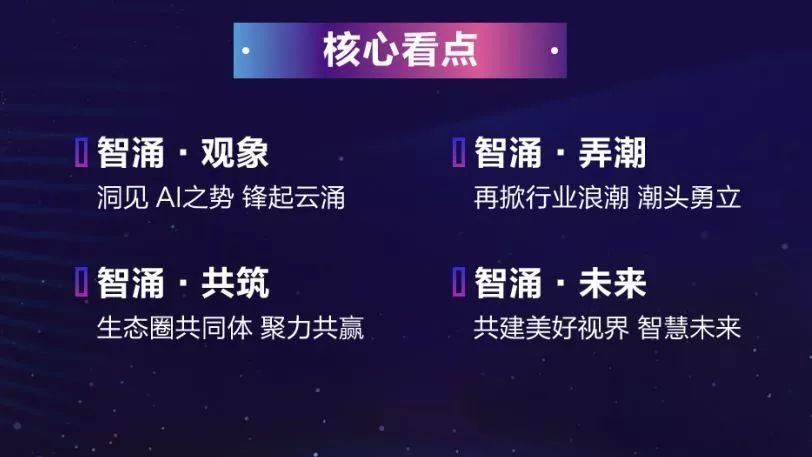 核心看点
智涌·观象
洞见 AI之势 锋起云涌
智涌·弄潮
再掀行业浪潮 潮头勇立
智涌·共筑
生态圈共同体 聚力共赢
智涌·未来
共建美好视界 智慧未来